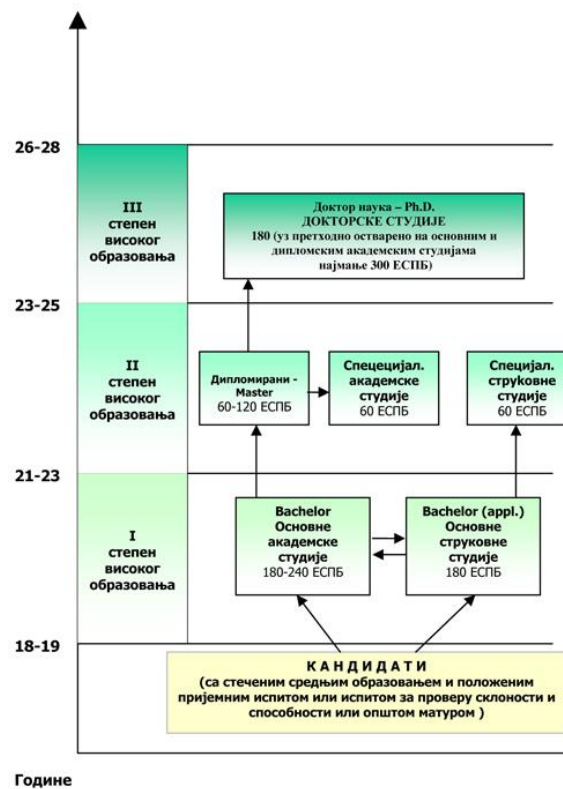 26-28
III
степен
високог
образовања
Доктор наука – Ph.D.
ДОКТОРСКЕ СТУДИЈЕ
180 (уз претходно остварено на основним и
дипломским академским студијама
најмање 300 ЕСПБ)
23-25
II
степен
високог
образовања
Дипломирани -
Master
60-120 ЕСПБ
Спецецијал.
академске
студије
60 ЕСПБ
Специјал.
струковне
студије
60 ЕСПБ
21-23
I
степен
високог
образовања
Bachelor
Основне
академске
студије
180-240 ЕСПБ
Bachelor (appl.)
Основне
струковне
студије
180 ЕСПБ
18-19
К А Н Д И Д А Т И
(са стеченим средњим образовањем и положеним
пријемним испитом или испитом за проверу склоности и
способности или општом матуром )
Године